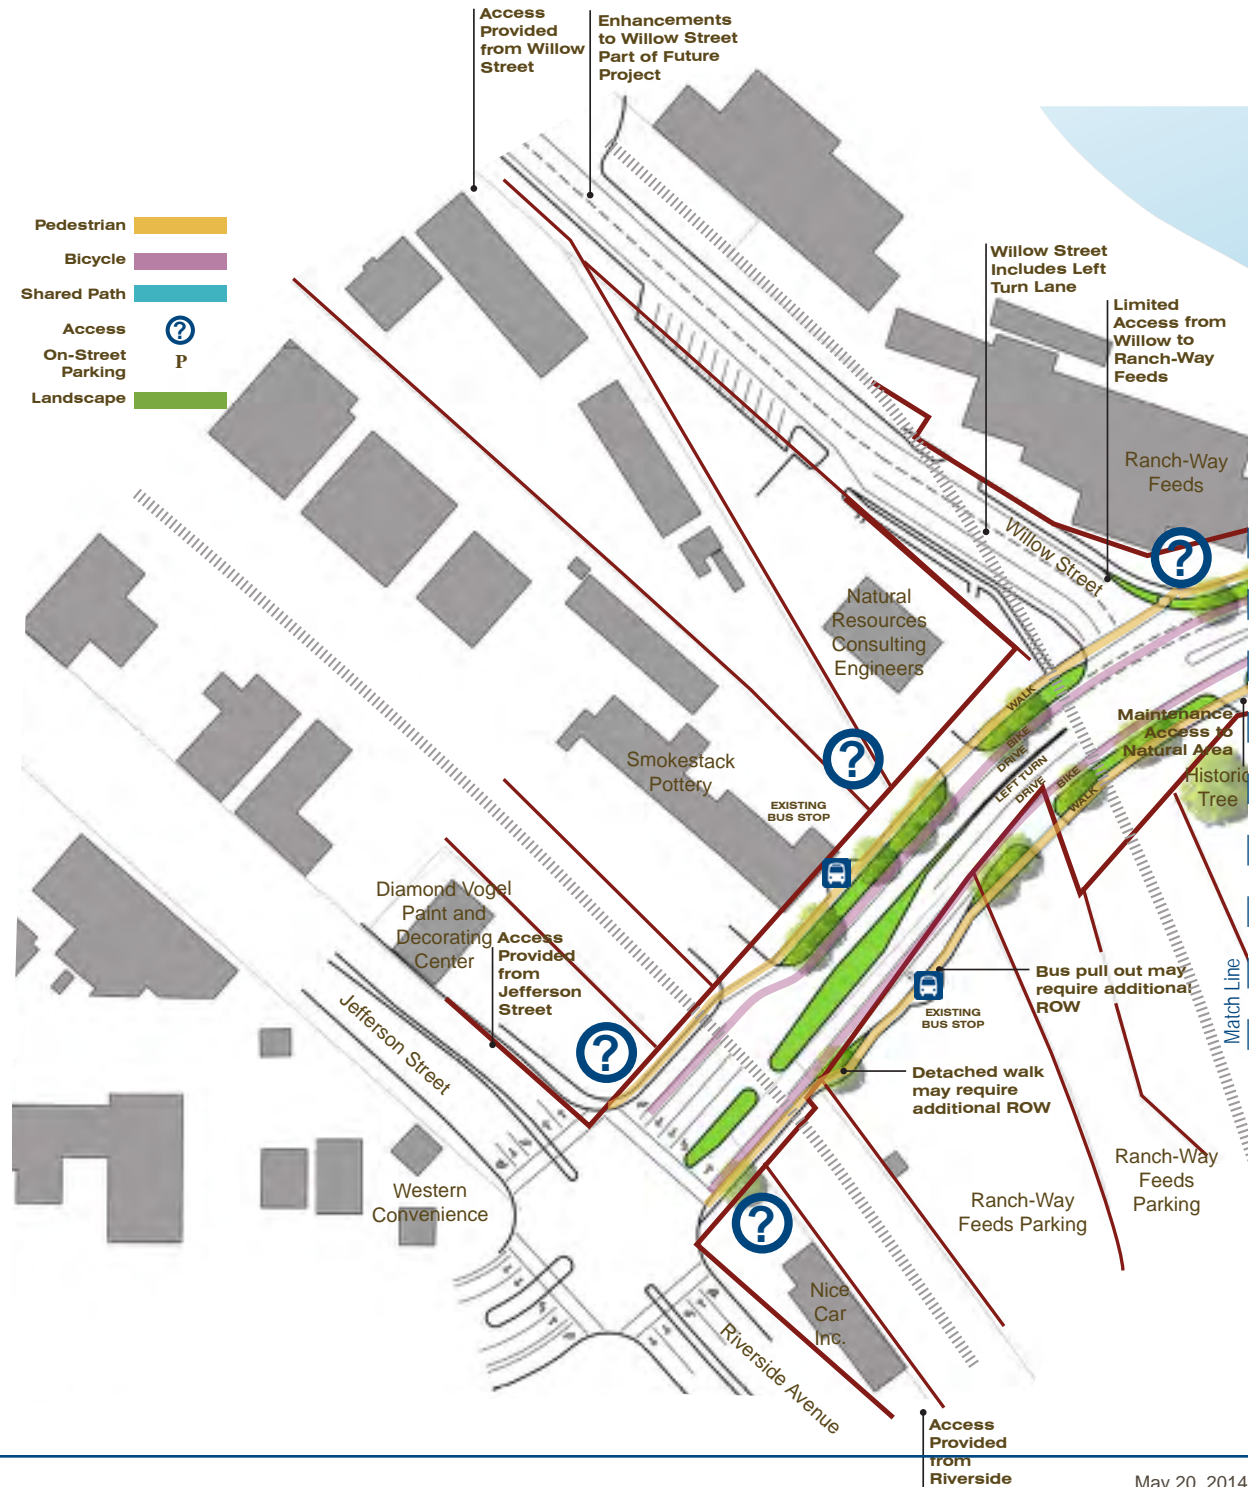 Access
Provided
from Willow
Street
Enhancements
to Willow Street
Part of Future
Project
Pedestrian
Bicycle
Shared Path
Access
?
On-Street
Parking
P
Landscape
Willow Street
Includes Left
Turn Lane
Limited
Access from
Willow to
Ranch-Way
Feeds
Ranch-Way
Feeds
?
Willow Street
Natural
Resources
Consulting
Engineers
WALK
BIKE
DRIVE
LEFT TURN
DRIVE
BIKE
WALK
Maintenance
Access to
Natural Area
Historic
Tree
Smokestack
Pottery
?
EXISTING
BUS STOP
Diamond Vogel
Paint and
Decorating
Center
Access
Provided
from
Jefferson
Street
Bus pull out may
require additional
ROW
EXISTING
BUS STOP
Match Line
Jefferson Street
?
Detached walk
may require
additional ROW
Western
Convenience
Ranch-Way
Feeds Parking
Ranch-Way
Feeds
Parking
?
Nice
Car
Inc.
Riverside Avenue
Access
Provided
from
Riverside
May 20, 2014